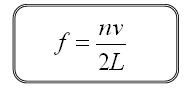 f = nv/2L